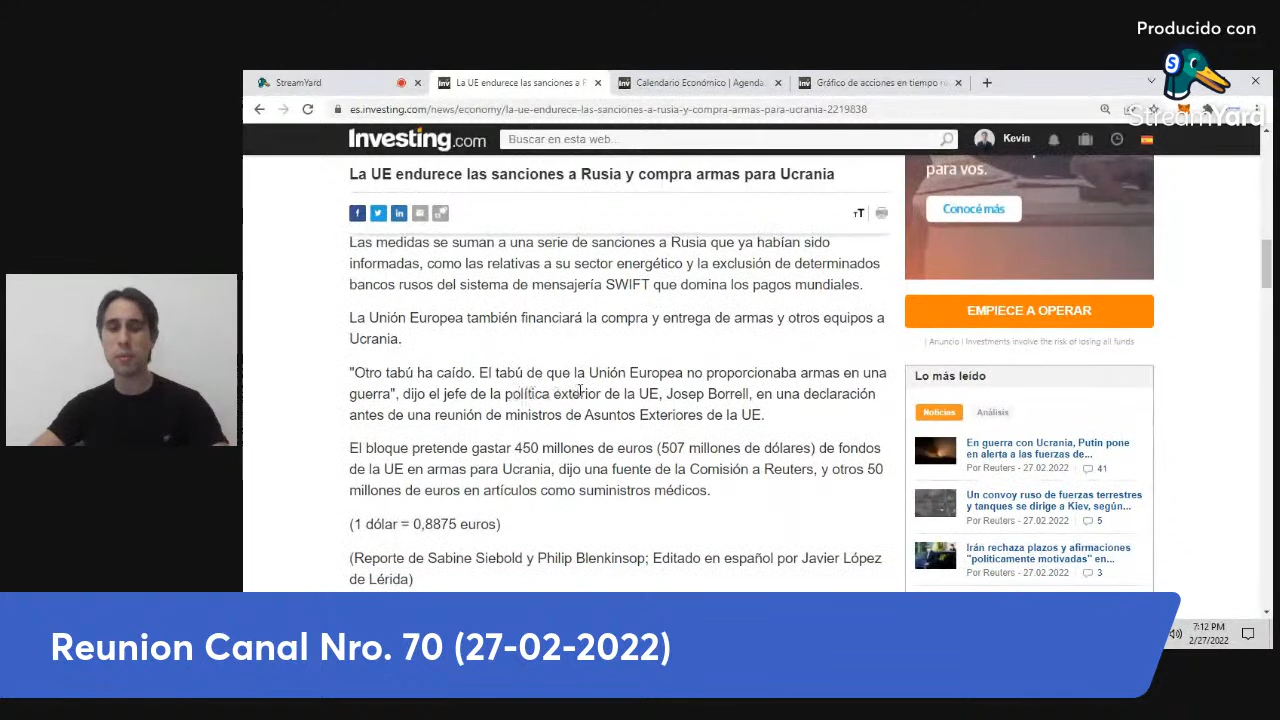 Producido con
StreamYard
StreamYard
La UE endurece las sanciones a R
Calendario Económico | Agenda
Gráfico de acciones en tiempo re
es.investing.com/news/economy/la-ue-endurece-las-sanciones-a-rusia-y-compra-armas-para-ucrania-2219838
Investing.com
Buscar en esta web...
Kevin
La UE endurece las sanciones a Rusia y compra armas para Ucrania
para vos.
Conocé más
Las medidas se suman a una serie de sanciones a Rusia que ya habían sido
informadas, como las relativas a su sector energético y la exclusión de determinados
bancos rusos del sistema de mensajería SWIFT que domina los pagos mundiales.
La Unión Europea también financiará la compra y entrega de armas y otros equipos a
Ucrania.
"Otro tabú ha caído. El tabú de que la Unión Europea no proporcionaba armas en una
guerra", dijo el jefe de la política exterior de la UE, Josep Borrell, en una declaración
antes de una reunión de ministros de Asuntos Exteriores de la UE.
El bloque pretende gastar 450 millones de euros (507 millones de dólares) de fondos
de la UE en armas para Ucrania, dijo una fuente de la Comisión a Reuters, y otros 50
millones de euros en artículos como suministros médicos.
(1 dólar = 0,8875 euros)
(Reporte de Sabine Siebold y Philip Blenkinsop; Editado en español por Javier López
de Lérida)
EMPIECE A OPERAR
| Anuncio | Investments involve the risk of losing all funds
Lo más leído
Noticias
Análisis
En guerra con Ucrania, Putin pone
en alerta a las fuerzas de...
Por Reuters - 27.02.2022
41
Un convoy ruso de fuerzas terrestres
y tanques se dirige a Kiev, según...
Por Reuters - 27.02.2022
5
Irán rechaza plazos y afirmaciones
"políticamente motivadas" en...
Por Reuters - 27.02.2022
3
7:12 PM
2/27/2022
Reunion Canal Nro. 70 (27-02-2022)